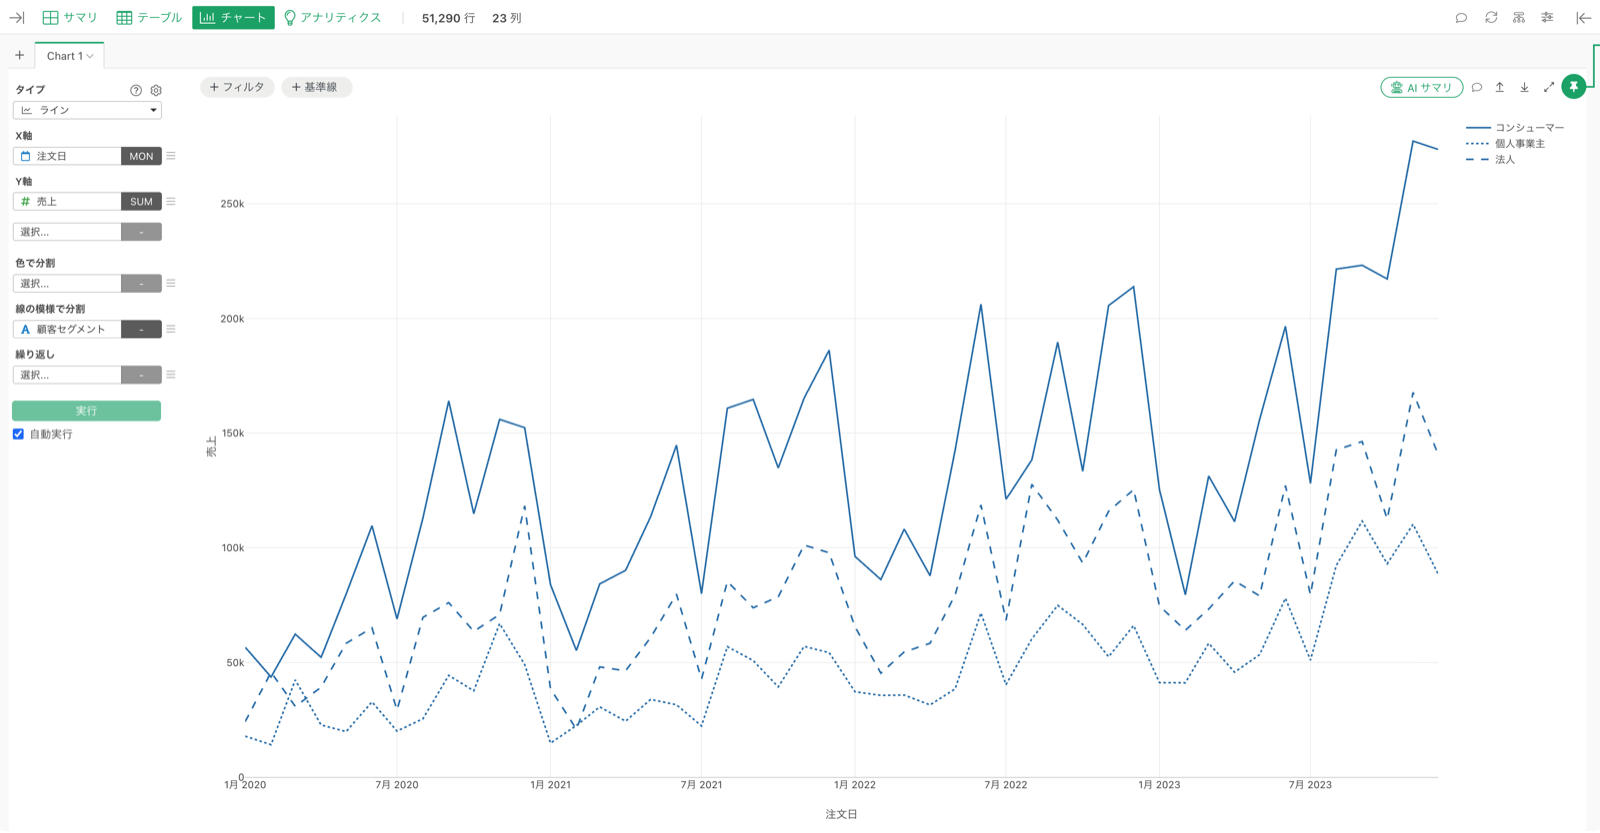 サマリ テーブル チャート アナリティクス 51,290 行 23 列
+ Chart 1
タイプ
ライン
X軸
注文日 MON
Y軸
# 売上 SUM
選択... -
色で分割
選択... -
線の模様で分割
A 顧客セグメント -
繰り返し
選択... -
実行
自動実行
+ フィルタ + 基準線
AI サマリ
コンシューマー
個人事業主
法人
250k
200k
150k
100k
50k
0
売上
1月 2020 7月 2020 1月 2021 7月 2021 1月 2022 7月 2022 1月 2023 7月 2023
注文日